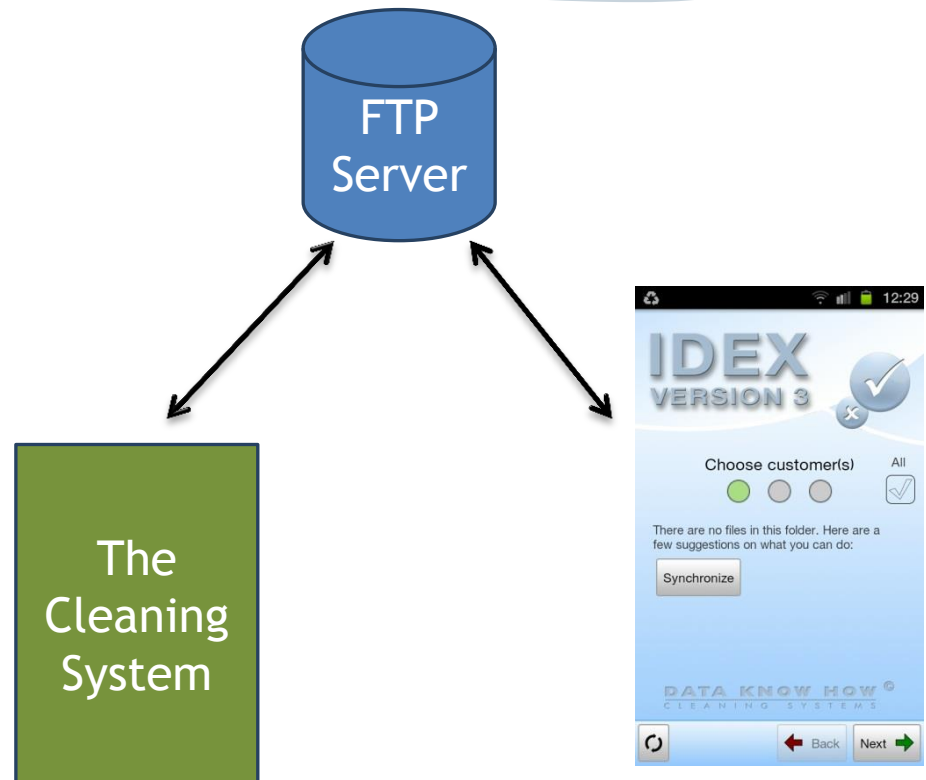 FTP
Server
12:29
IDEX
VERSION 3
Choose customer(s)
All
There are no files in this folder. Here are a
few suggestions on what you can do:
Synchronize
The
Cleaning
System
DATA KNOW HOW ©
CLEANING SYSTEMS
Back
Next